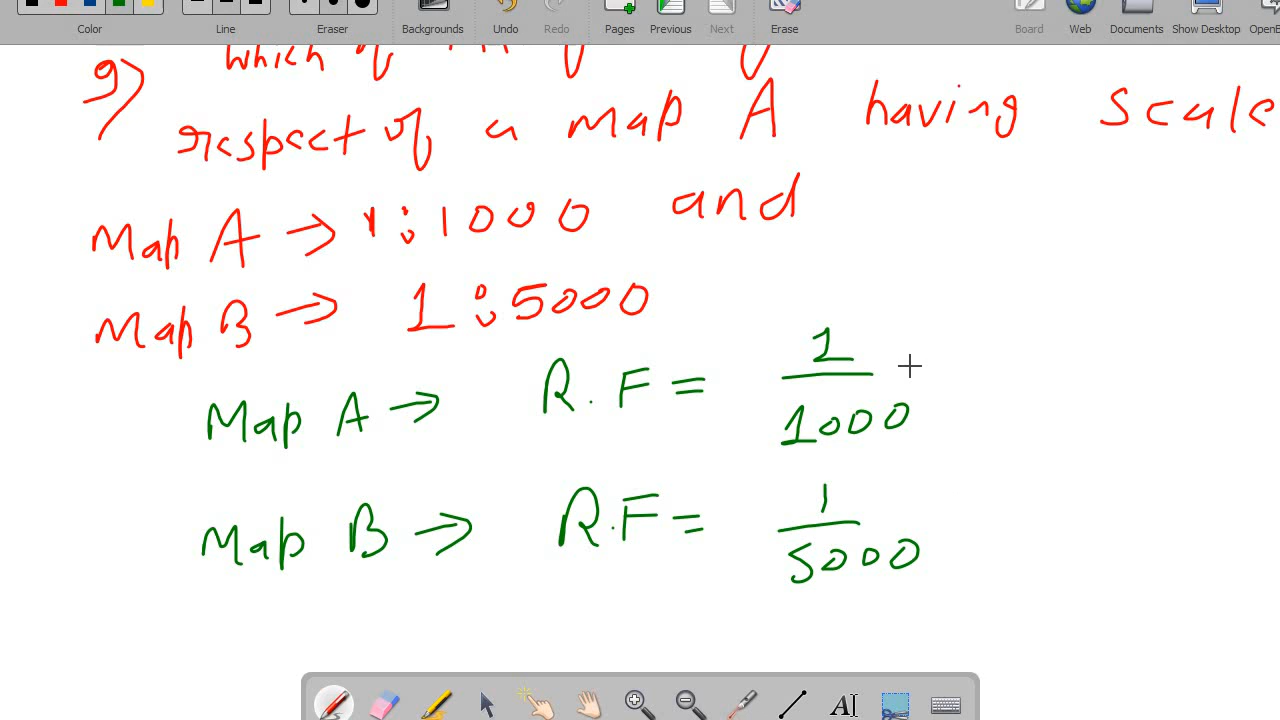 Color Line Eraser Backgrounds Undo Redo Pages Previous Next Erase Board Web Documents Show Desktop
9) which of
respect of a map A having scale
Map A → 1:1000 and
Map B → 1:5000
Map A → R.F = 1/1000
Map B → R.F = 1/5000